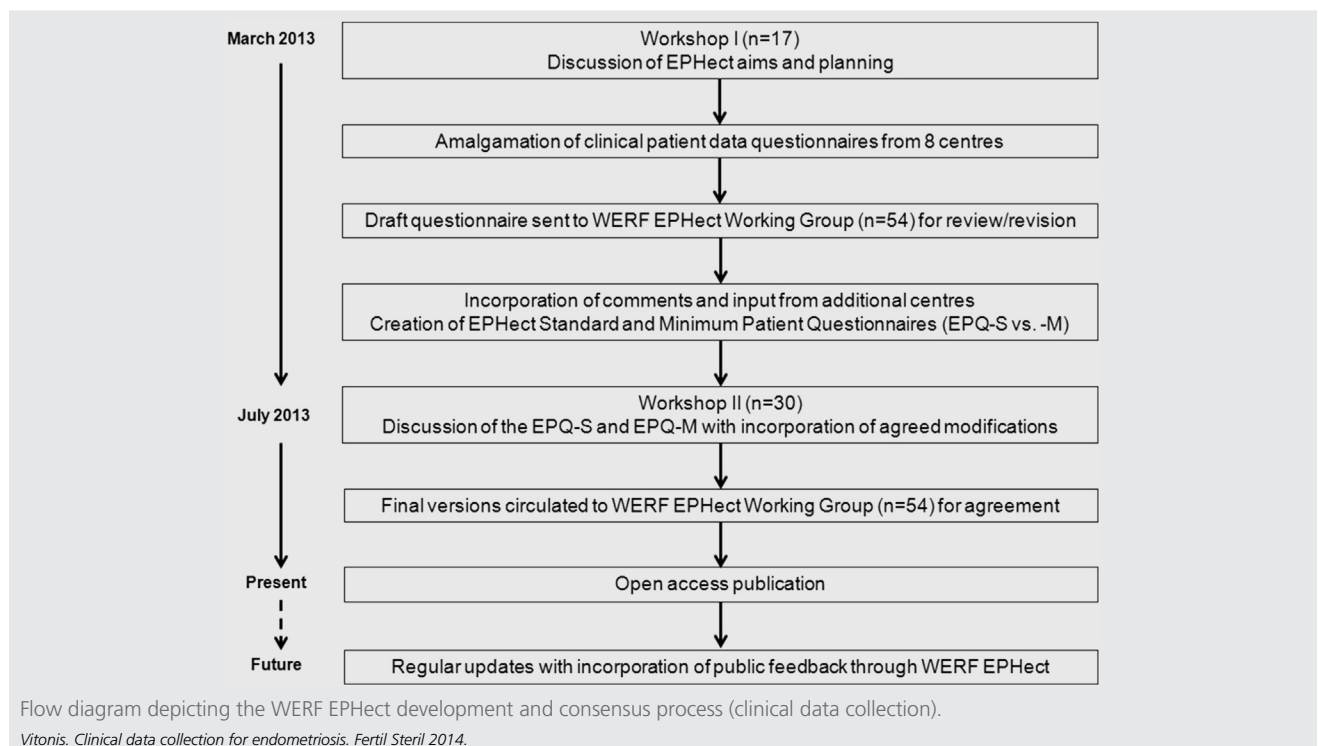 March 2013
Workshop I (n=17)
Discussion of EPHect aims and planning
Amalgamation of clinical patient data questionnaires from 8 centres
Draft questionnaire sent to WERF EPHect Working Group (n=54) for review/revision
Incorporation of comments and input from additional centres
Creation of EPHect Standard and Minimum Patient Questionnaires (EPQ-S vs. -M)
July 2013
Workshop II (n=30)
Discussion of the EPQ-S and EPQ-M with incorporation of agreed modifications
Final versions circulated to WERF EPHect Working Group (n=54) for agreement
Present
Open access publication
Future
Regular updates with incorporation of public feedback through WERF EPHect
Flow diagram depicting the WERF EPHect development and consensus process (clinical data collection).
Vitonis. Clinical data collection for endometriosis. Fertil Steril 2014.